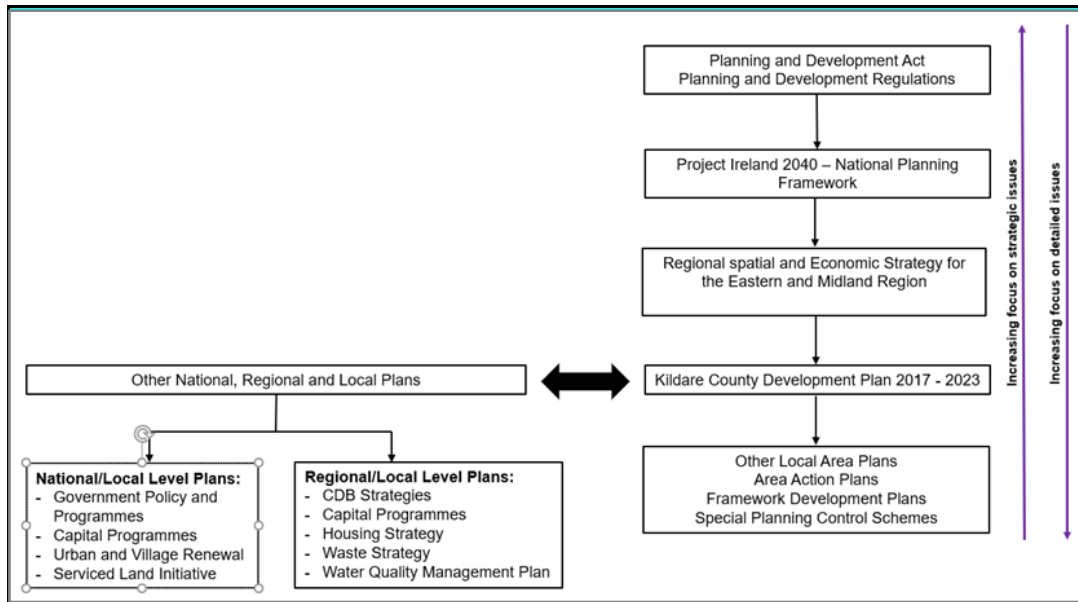 Planning and Development Act
Planning and Development Regulations
Project Ireland 2040 – National Planning
Framework
Regional spatial and Economic Strategy for
the Eastern and Midland Region
Other National, Regional and Local Plans
Kildare County Development Plan 2017 - 2023
National/Local Level Plans:
- Government Policy and
Programmes
- Capital Programmes
- Urban and Village Renewal
- Serviced Land Initiative
Regional/Local Level Plans:
- CDB Strategies
- Capital Programmes
- Housing Strategy
- Waste Strategy
- Water Quality Management Plan
Other Local Area Plans
Area Action Plans
Framework Development Plans
Special Planning Control Schemes
Increasing focus on strategic issues
Increasing focus on detailed issues